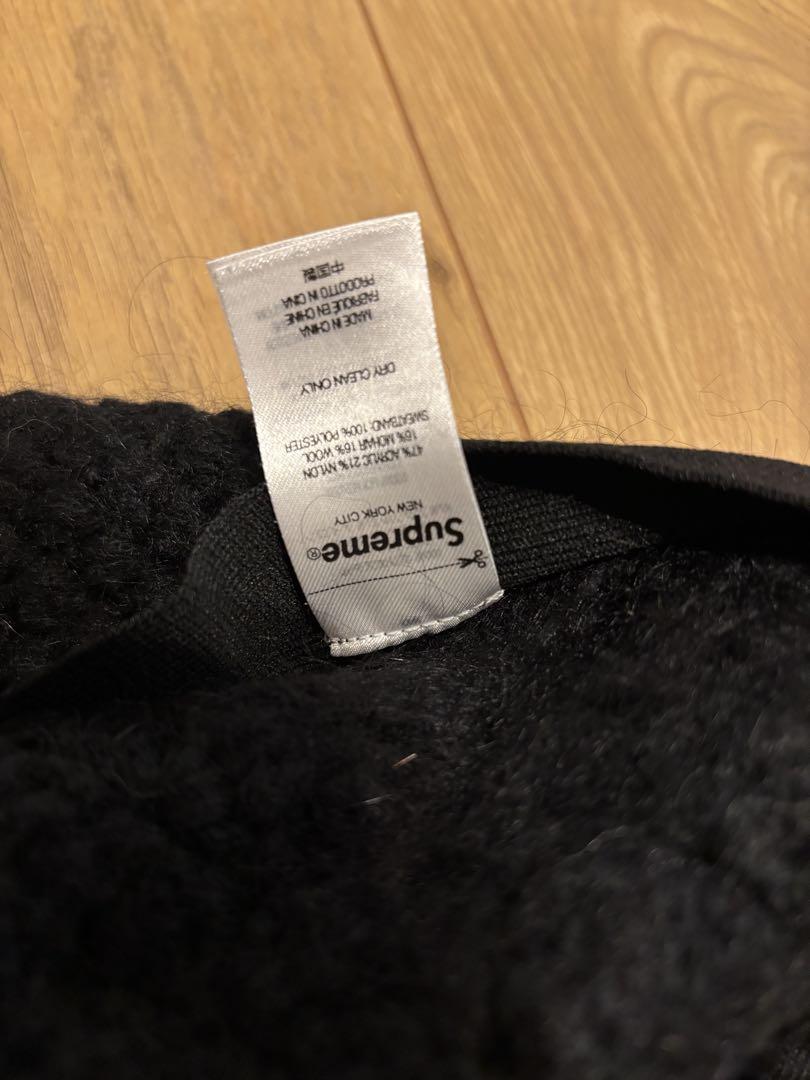 Supreme®
NEW YORK CITY
47% ACRYLIC 21% NYLON
16% MOHAIR 16% WOOL
SWEATBAND: 100% POLYESTER
DRY CLEAN ONLY
MADE IN CHINA
FABRIQUÉ EN CHINE
PRODOTTO IN CINA
中国製